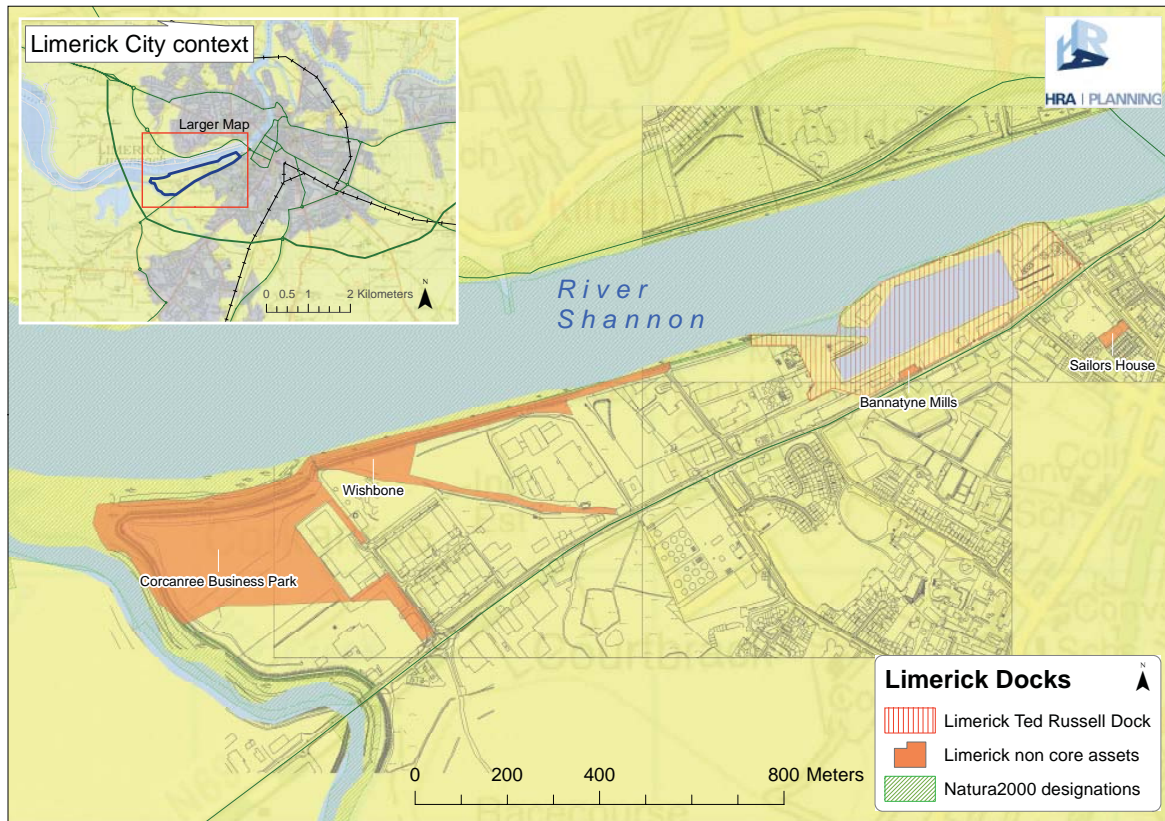 Limerick City context
Larger Map
LIMERICK
0 0.5 1 2 Kilometers
N
HRA | PLANNING
River
Shannon
Sailors House
Bannatyne Mills
Wishbone
Corcanree Business Park
Racecourse
0 200 400 800 Meters
Limerick Docks
N
Limerick Ted Russell Dock
Limerick non core assets
Natura2000 designations